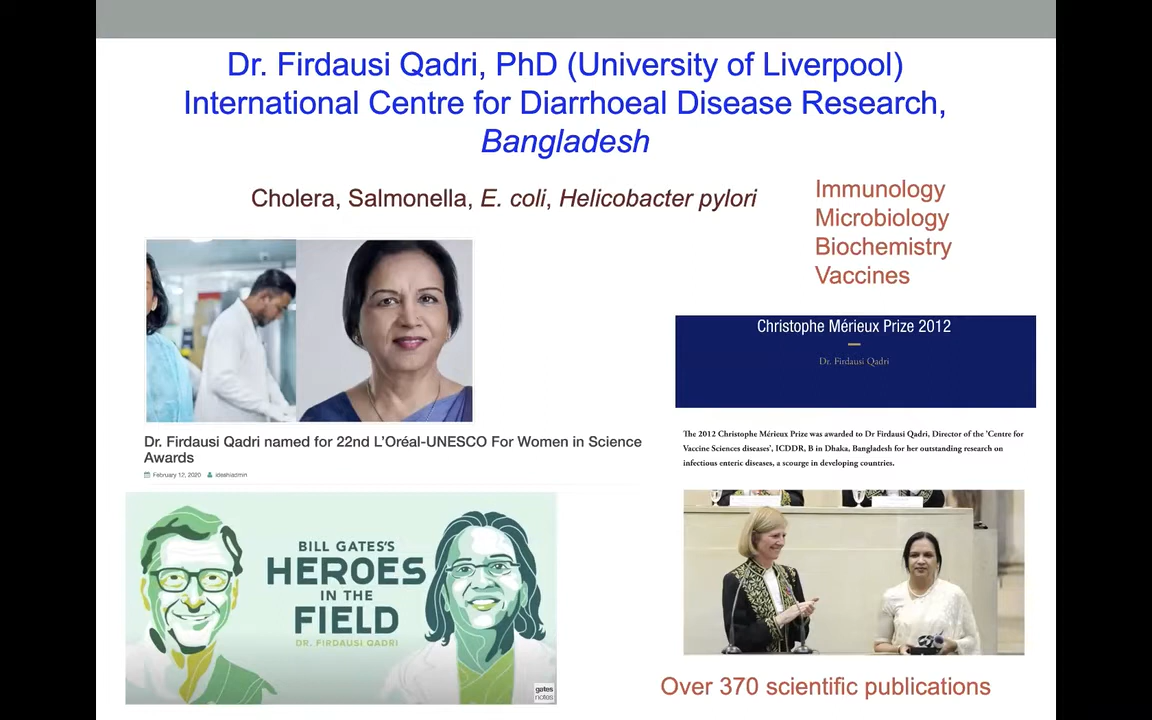 Dr. Firdausi Qadri, PhD (University of Liverpool)
International Centre for Diarrhoeal Disease Research,
Bangladesh
Cholera, Salmonella, E. coli, Helicobacter pylori
Immunology
Microbiology
Biochemistry
Vaccines
Dr. Firdausi Qadri named for 22nd L'Oréal-UNESCO For Women in Science
Awards
February 12, 2020 ideshiadmin
Christophe Mérieux Prize 2012
Dr. Firdausi Qadri
The 2012 Christophe Mérieux Prize was awarded to Dr Firdausi Qadri, Director of the 'Centre for
Vaccine Sciences diseases', ICDDR, B in Dhaka, Bangladesh for her outstanding research on
infectious enteric diseases, a scourge in developing countries.
BILL GATES'S
HEROES
IN THE
FIELD
DR. FIRDAUSI QADRI
gates
notes
Over 370 scientific publications